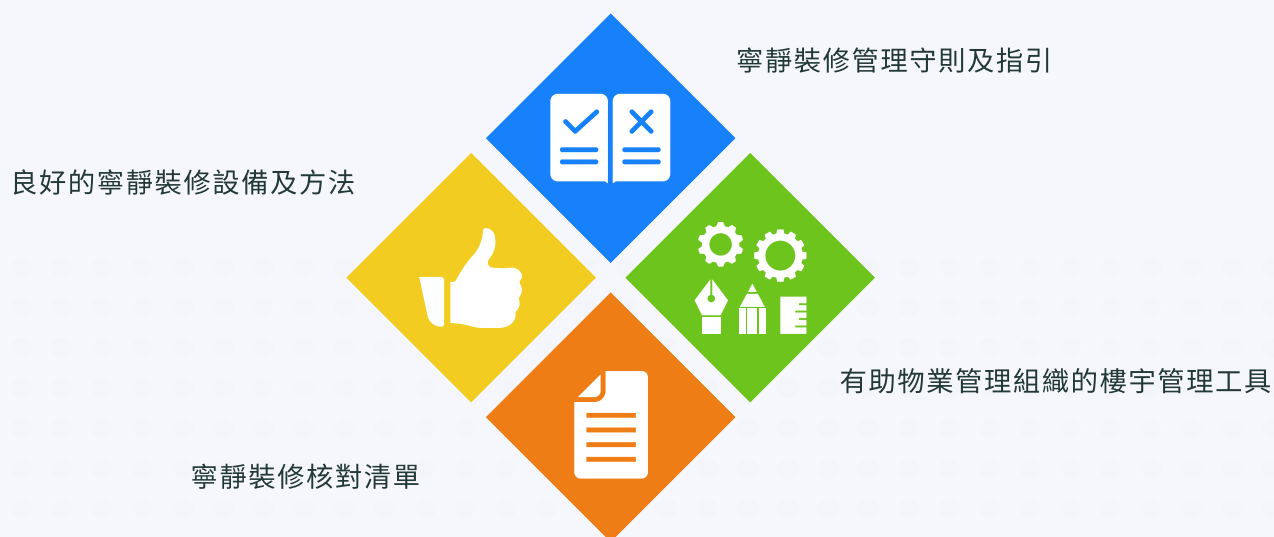 寧靜裝修管理守則及指引
良好的寧靜裝修設備及方法
有助物業管理組織的樓宇管理工具
寧靜裝修核對清單